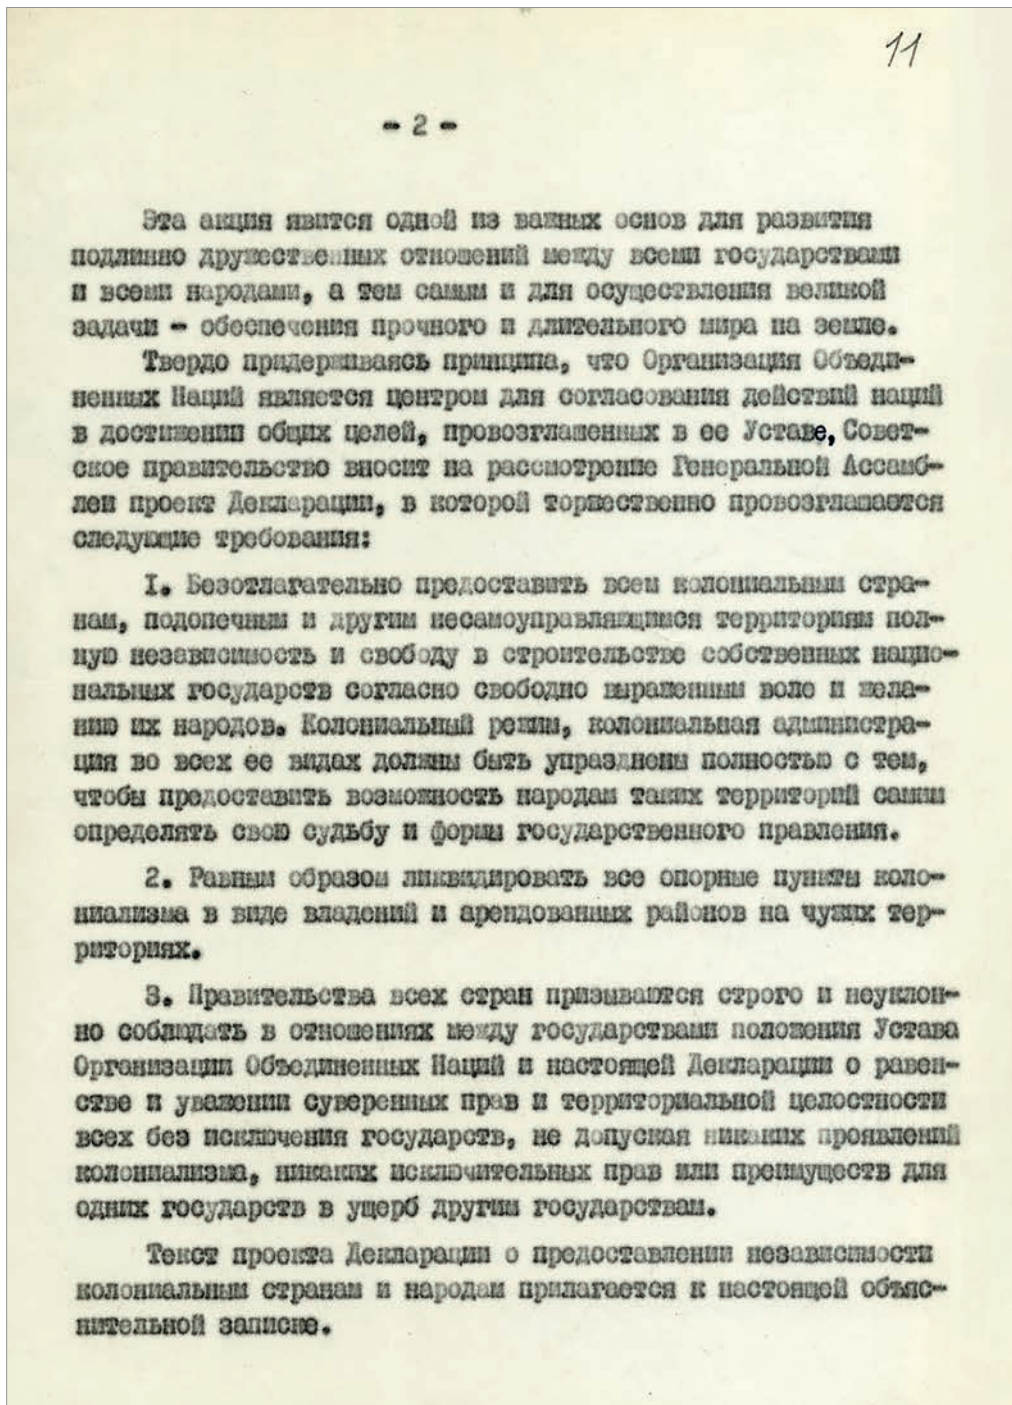 11
- 2 -
Эта акция явится одной из важных основ для развития
подлинно дружественных отношений между всеми государствами
и всеми народами, а тем самым и для осуществления великой
задачи - обеспечения прочного и длительного мира на земле.
Твердо придерживаясь принципа, что Организация Объеди-
ненных Наций является центром для согласования действий наций
в достижении общих целей, провозглашенных в ее Уставе, Совет-
ское правительство вносит на рассмотрение Генеральной Ассамб-
леи проект Декларации, в которой торжественно провозглашаются
следующие требования:
I. Безотлагательно предоставить всем колониальным стра-
нам, подопечным и другим несамоуправляющимся территориям пол-
ную независимость и свободу в строительстве собственных нацио-
нальных государств согласно свободно выраженным воле и жела-
нию их народов. Колониальный режим, колониальная администра-
ция во всех ее видах должны быть упразднены полностью с тем,
чтобы предоставить возможность народам таких территорий самим
определять свою судьбу и формы государственного правления.
2. Равным образом ликвидировать все опорные пункты коло-
ниализма в виде владений и арендованных районов на чужих тер-
риториях.
3. Правительства всех стран призываются строго и неуклон-
но соблюдать в отношениях между государствами положения Устава
Организации Объединенных Наций и настоящей Декларации о равен-
стве и уважении суверенных прав и территориальной целостности
всех без исключения государств, не допуская никаких проявлений
колониализма, никаких исключительных прав или преимуществ для
одних государств в ущерб другим государствам.
Текст проекта Декларации о предоставлении независимости
колониальным странам и народам прилагается к настоящей объяс-
нительной записке.